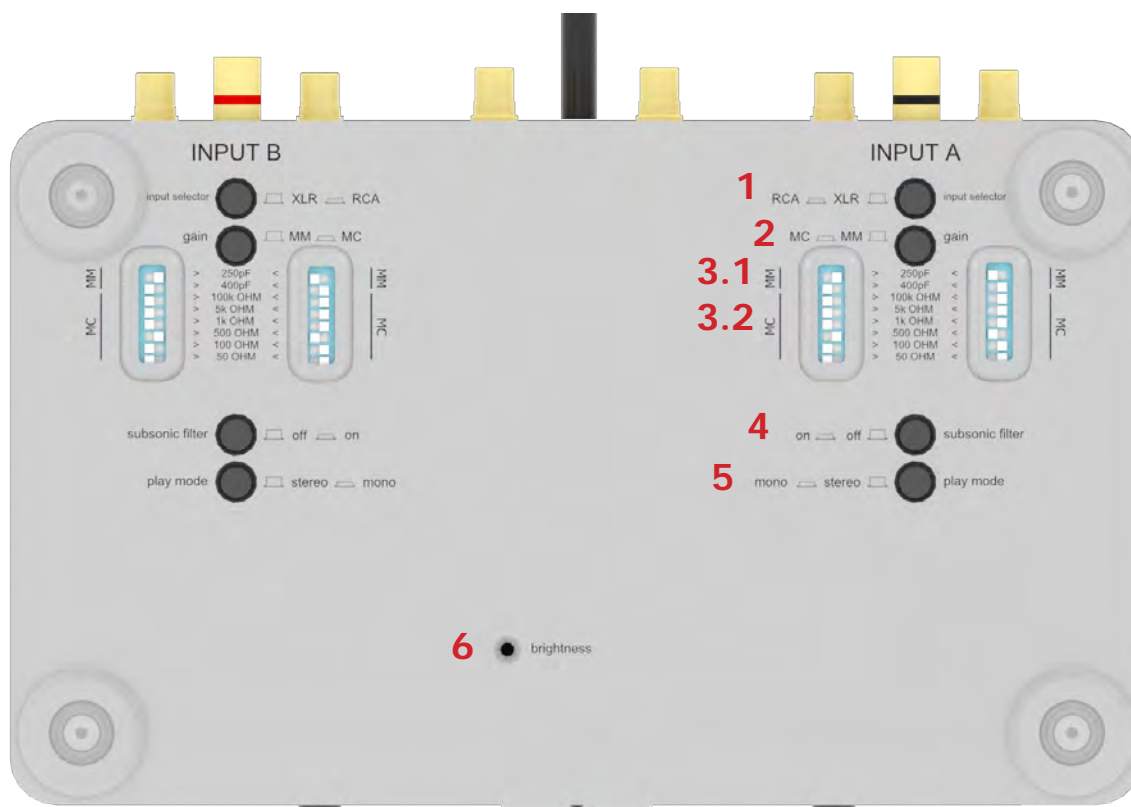 INPUT B INPUT A
input selector XLR RCA 1 RCA XLR input selector
gain MM MC 2 MC MM gain
MM > 250pF < MM 3.1 MM > 250pF < MM
> 400pF < > 400pF <
> 100k OHM < > 100k OHM <
MC > 5k OHM < MC 3.2 MC > 5k OHM < MC
> 1k OHM < > 1k OHM <
> 500 OHM < > 500 OHM <
> 100 OHM < > 100 OHM <
> 50 OHM < > 50 OHM <
subsonic filter off on 4 on off subsonic filter
play mode stereo mono 5 mono stereo play mode
6 brightness